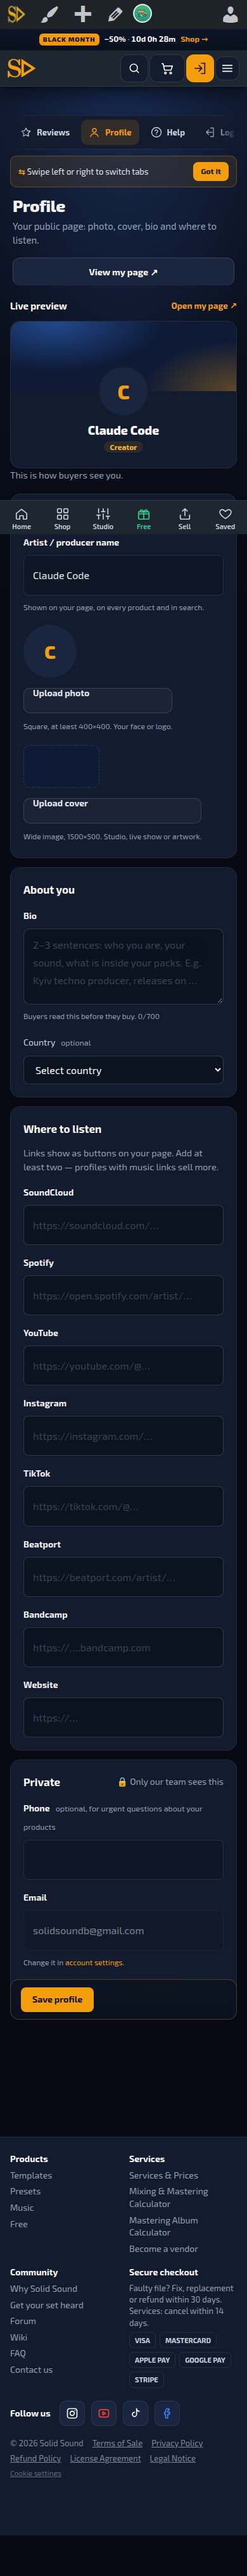 BLACK MONTH −50% · 10d 0h 28m Shop →
Reviews Profile Help Log
⇆ Swipe left or right to switch tabs Got it
Profile
Your public page: photo, cover, bio and where to
listen.
View my page ↗
Live preview Open my page ↗
C
Claude Code
Creator
This is how buyers see you.
Home Shop Studio Free Sell Saved
Artist / producer name
Claude Code
Shown on your page, on every product and in search.
C
Upload photo
Square, at least 400×400. Your face or logo.
Upload cover
Wide image, 1500×500. Studio, live show or artwork.
About you
Bio
2–3 sentences: who you are, your
sound, what is inside your packs. E.g.
Kyiv techno producer, releases on …
Buyers read this before they buy. 0/700
Country optional
Select country
Where to listen
Links show as buttons on your page. Add at
least two — profiles with music links sell more.
SoundCloud
https://soundcloud.com/…
Spotify
https://open.spotify.com/artist/…
YouTube
https://youtube.com/@…
Instagram
https://instagram.com/…
TikTok
https://tiktok.com/@…
Beatport
https://beatport.com/artist/…
Bandcamp
https://….bandcamp.com
Website
https://…
Private 🔒 Only our team sees this
Phone optional, for urgent questions about your
products
Email
solidsoundb@gmail.com
Change it in account settings.
Save profile
Products
Templates
Presets
Music
Free
Services
Services & Prices
Mixing & Mastering
Calculator
Mastering Album
Calculator
Become a vendor
Community
Why Solid Sound
Get your set heard
Forum
Wiki
FAQ
Contact us
Secure checkout
Faulty file? Fix, replacement
or refund within 30 days.
Services: cancel within 14
days.
VISA MASTERCARD
APPLE PAY GOOGLE PAY
STRIPE
Follow us
© 2026 Solid Sound Terms of Sale Privacy Policy
Refund Policy License Agreement Legal Notice
Cookie settings